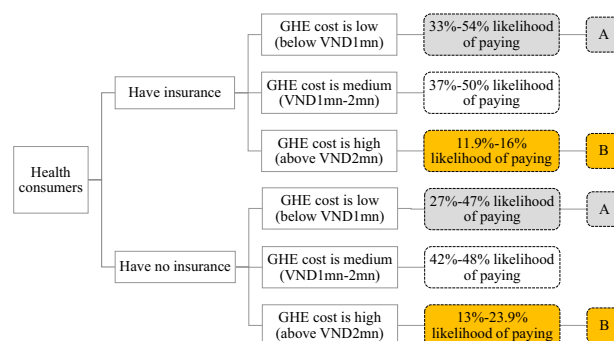 GHE cost is low
(below VND1mn)
33%-54% likelihood
of paying
A
Have insurance
GHE cost is medium
(VND1mn-2mn)
37%-50% likelihood
of paying
GHE cost is high
(above VND2mn)
11.9%-16%
likelihood of paying
B
Health
consumers
GHE cost is low
(below VND1mn)
27%-47% likelihood
of paying
A
Have no insurance
GHE cost is medium
(VND1mn-2mn)
42%-48% likelihood
of paying
GHE cost is high
(above VND2mn)
13%-23.9%
likelihood of paying
B